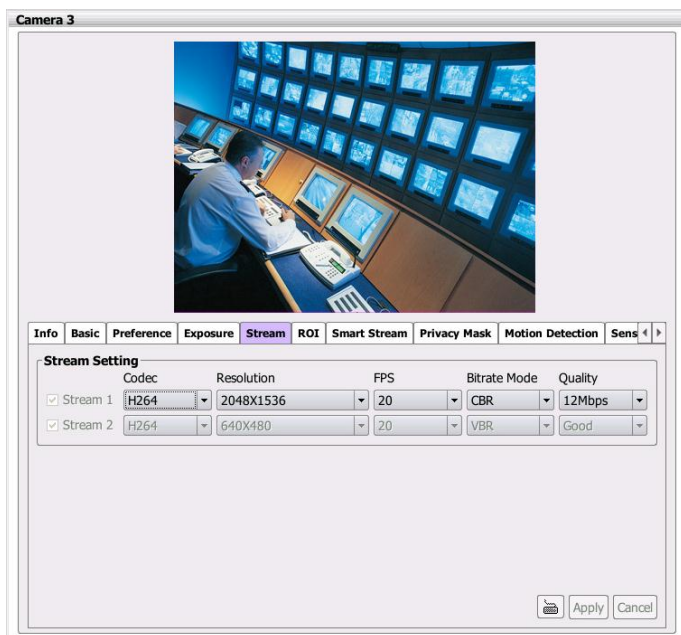 Camera 3
Info Basic Preference Exposure Stream ROI Smart Stream Privacy Mask Motion Detection Sens
Stream Setting
Codec Resolution FPS Bitrate Mode Quality
Stream 1 H264 2048X1536 20 CBR 12Mbps
Stream 2 H264 640X480 20 VBR Good
Apply Cancel